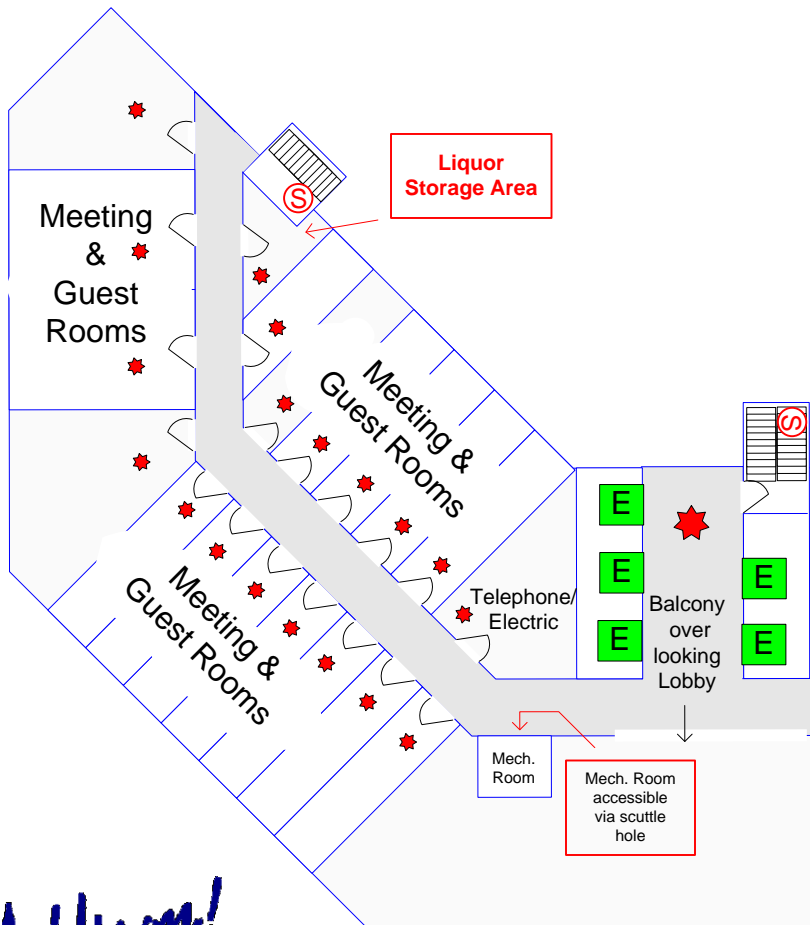 Liquor
Storage Area
S
Meeting
&
Guest
Rooms
Meeting &
Guest Rooms
S
E
E
E
E
E
Telephone/
Electric
Balcony
over
looking
Lobby
Meeting &
Guest Rooms
Mech.
Room
Mech. Room
accessible
via scuttle
hole